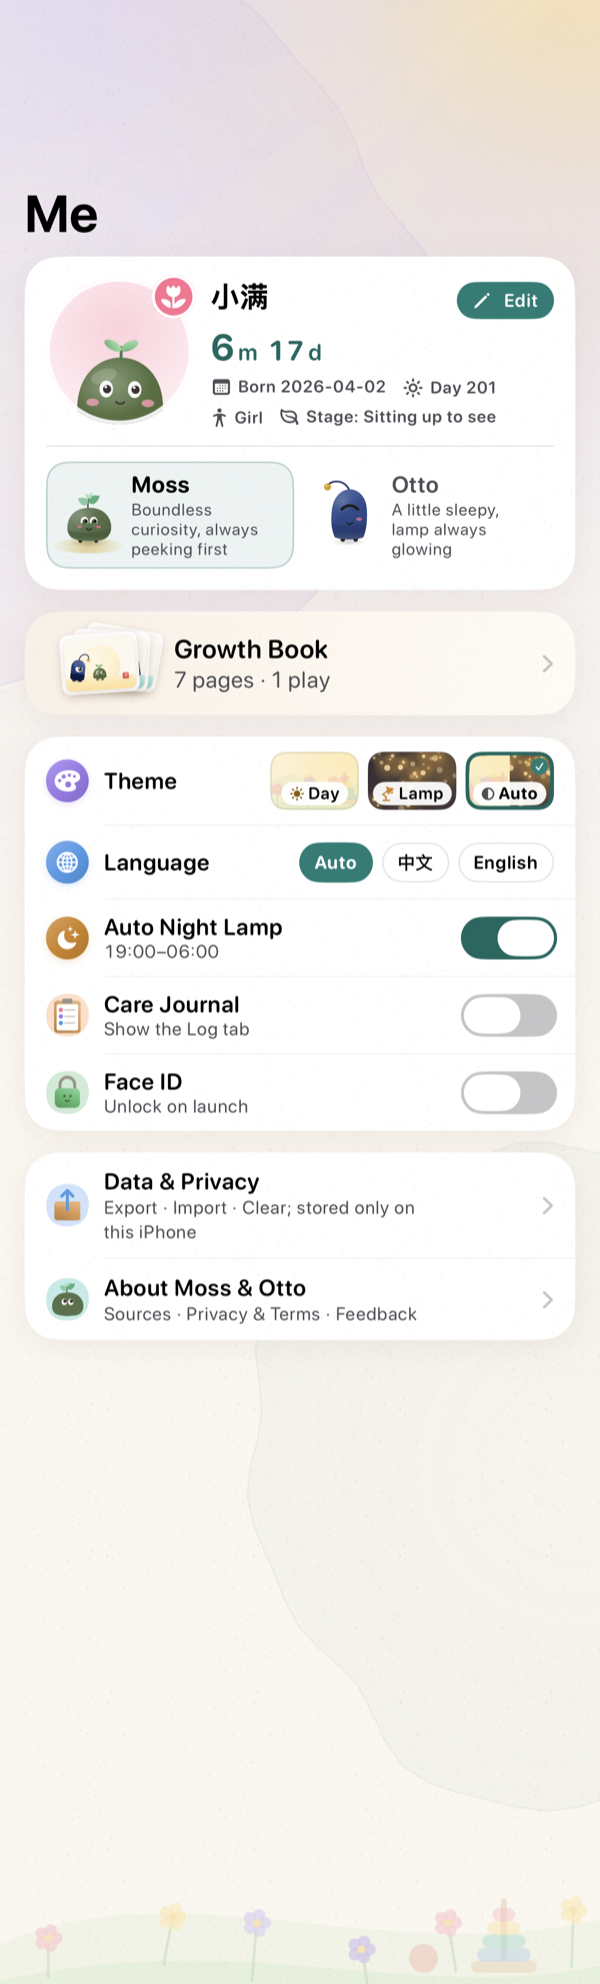 Me
小满
Edit
6m 17d
Born 2026-04-02 Day 201
Girl Stage: Sitting up to see
Moss
Boundless
curiosity, always
peeking first
Otto
A little sleepy,
lamp always
glowing
Growth Book
7 pages · 1 play
Theme
Day
Lamp
Auto
Language
Auto
中文
English
Auto Night Lamp
19:00–06:00
Care Journal
Show the Log tab
Face ID
Unlock on launch
Data & Privacy
Export · Import · Clear; stored only on
this iPhone
About Moss & Otto
Sources · Privacy & Terms · Feedback